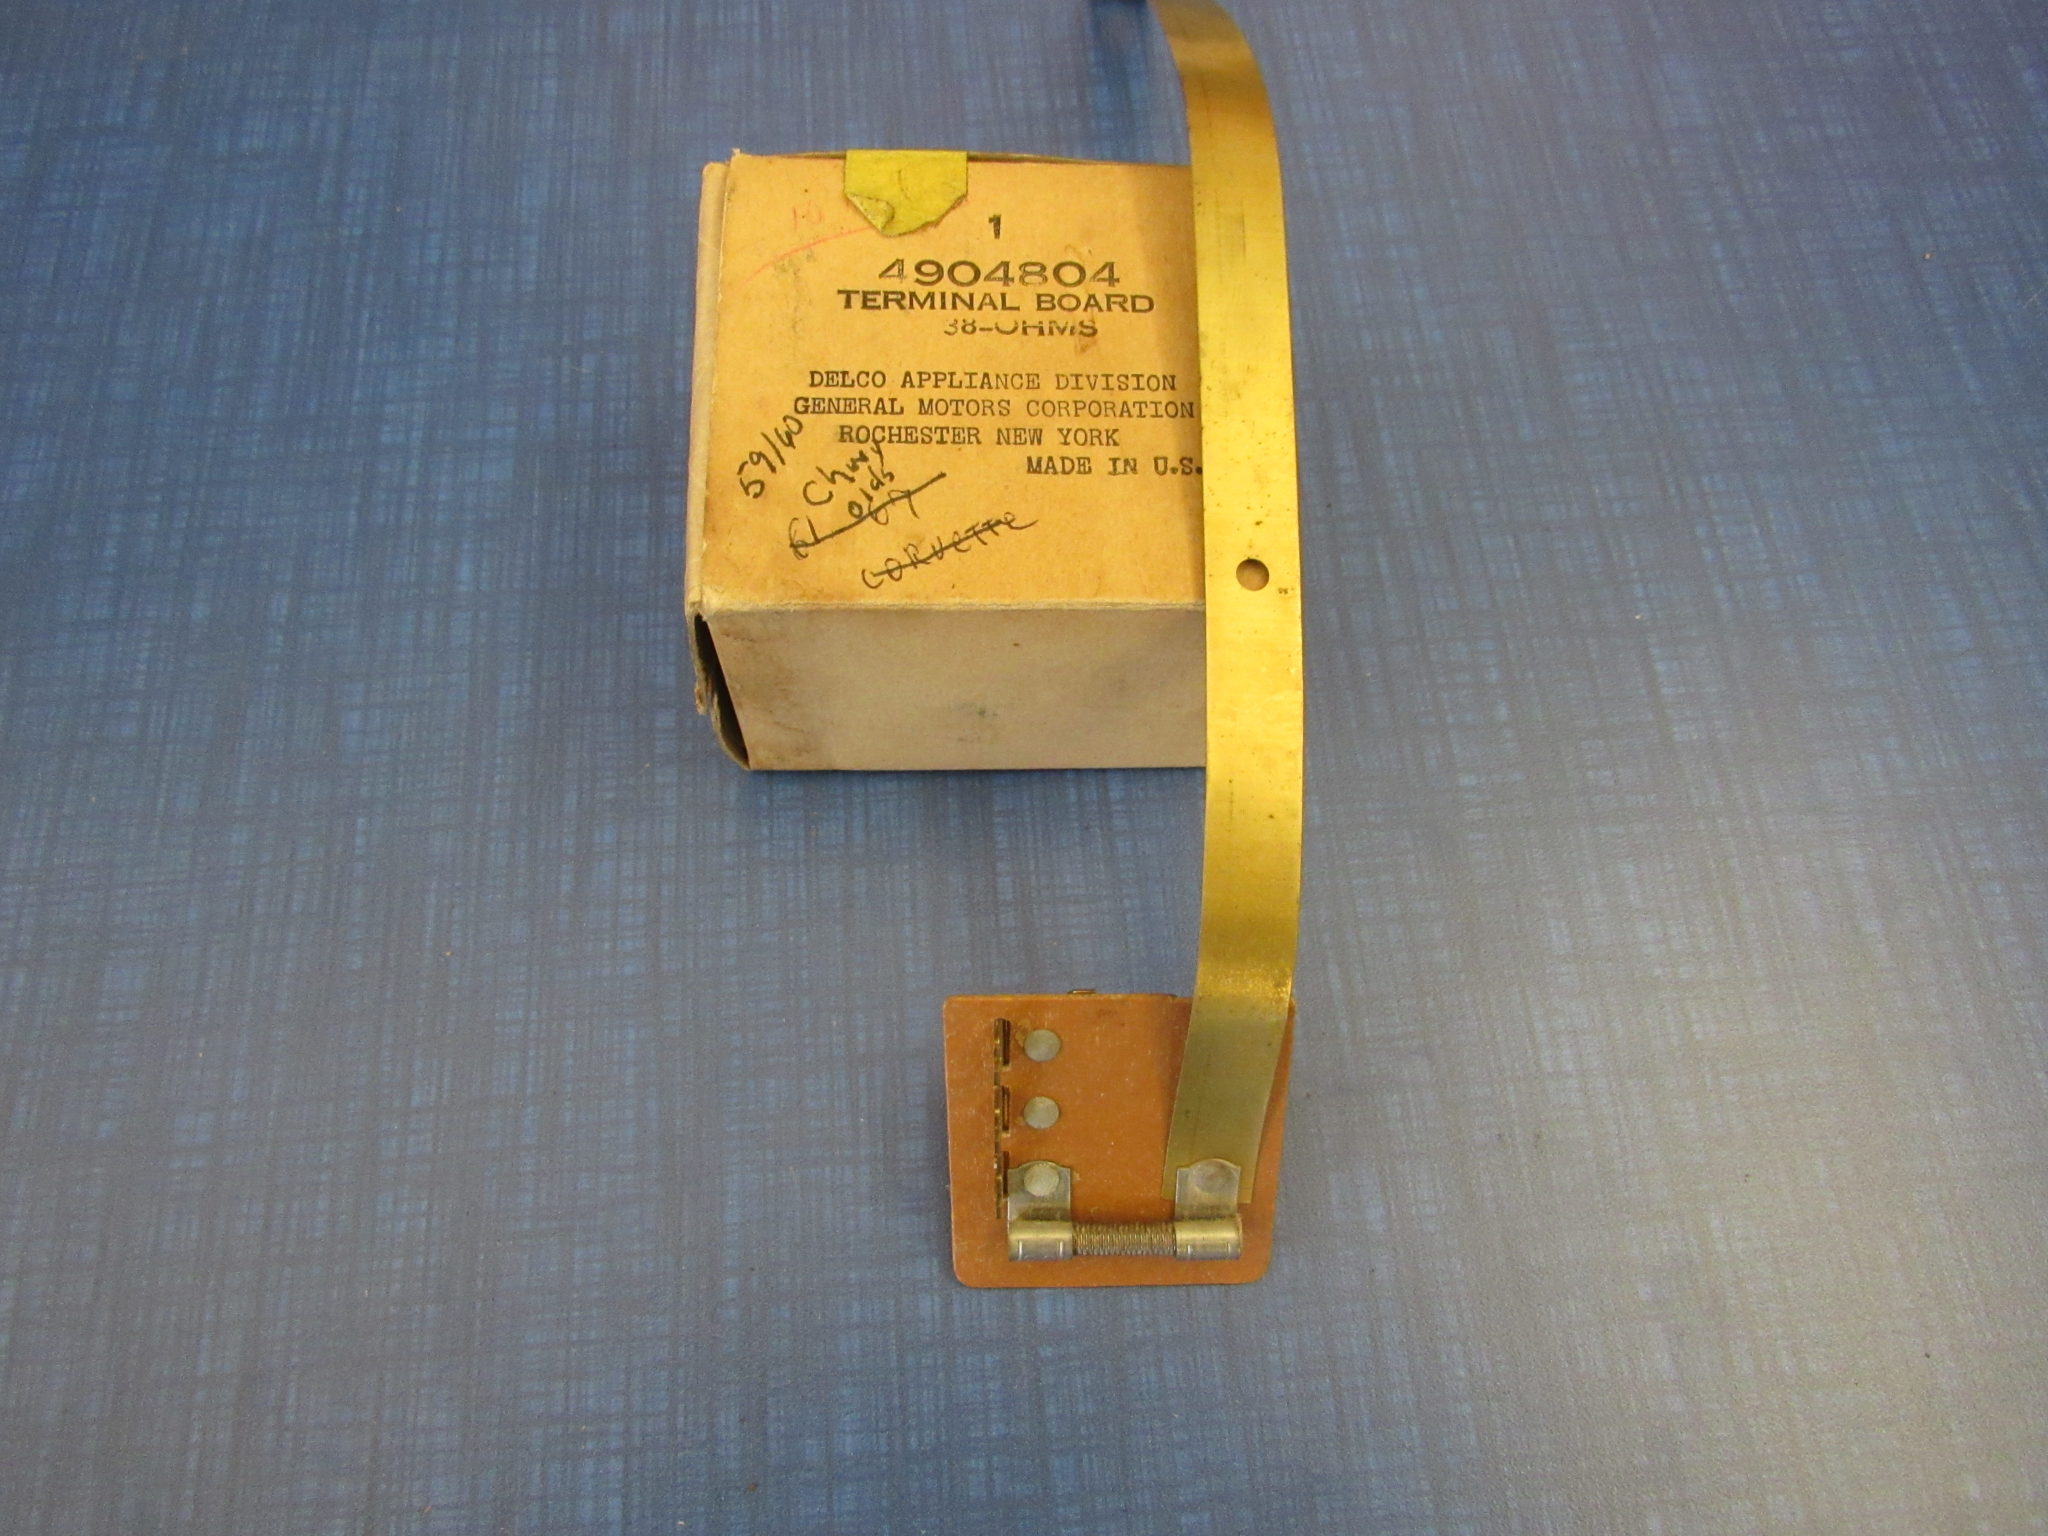 1
4904804
TERMINAL BOARD
38-OHMS
DELCO APPLIANCE DIVISION
GENERAL MOTORS CORPORATION
ROCHESTER NEW YORK
MADE IN U.S.
59/60
Chevy
olds
61
CORVETTE